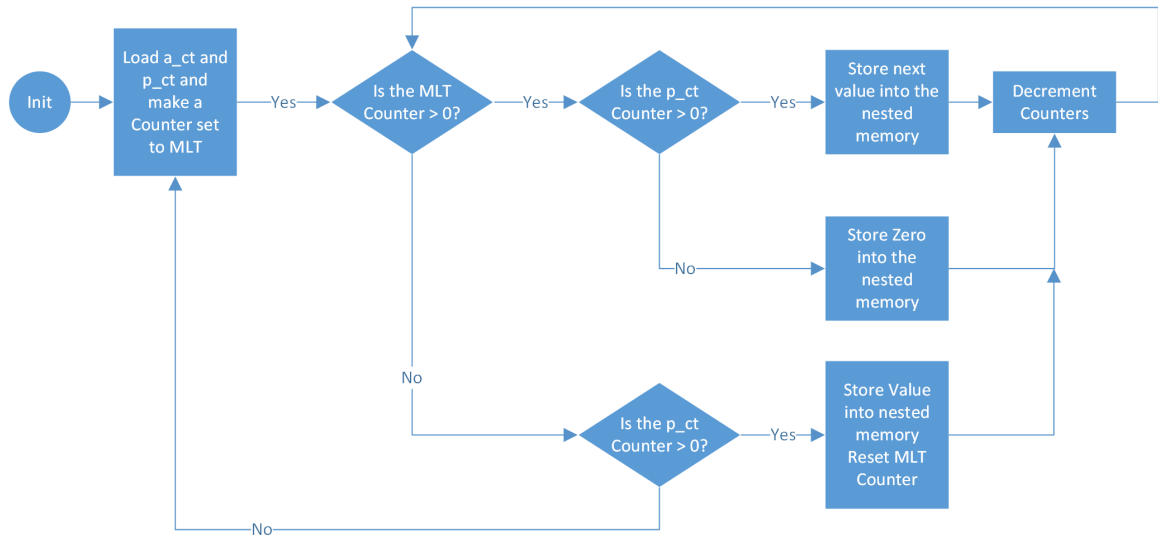 Init
Load a_ct and
p_ct and
make a
Counter set
to MLT
Yes
Is the MLT
Counter > 0?
Yes
Is the p_ct
Counter > 0?
Yes
Store next
value into the
nested
memory
Decrement
Counters
No
Store Zero
into the
nested
memory
No
Is the p_ct
Counter > 0?
Yes
Store Value
into nested
memory
Reset MLT
Counter
No